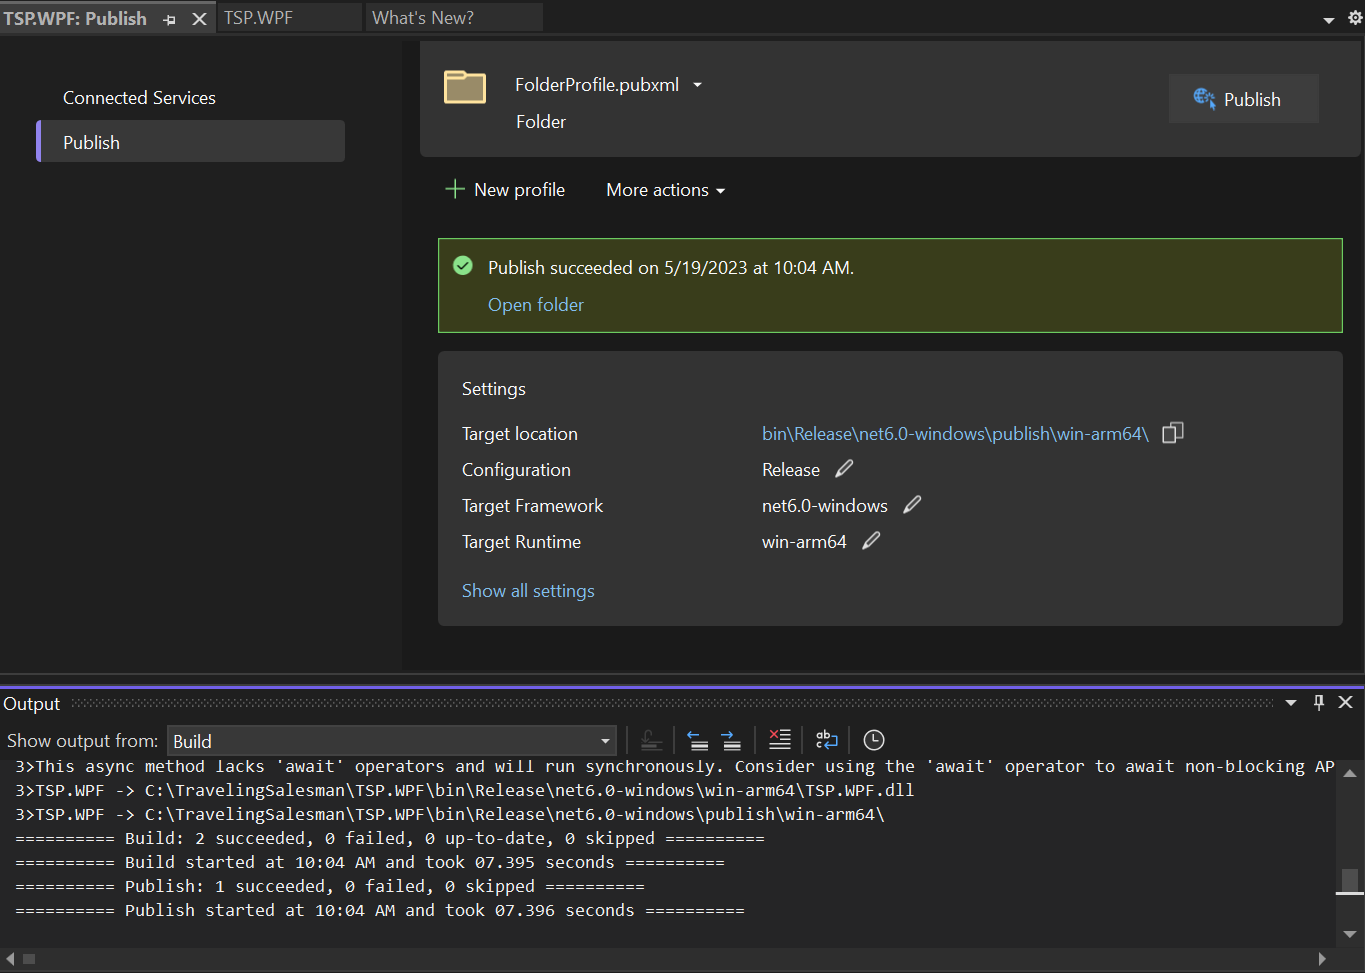 TSP.WPF: Publish
TSP.WPF
What's New?
Connected Services
Publish
FolderProfile.pubxml
Folder
Publish
New profile
More actions
Publish succeeded on 5/19/2023 at 10:04 AM.
Open folder
Settings
Target location bin\Release\net6.0-windows\publish\win-arm64\
Configuration Release
Target Framework net6.0-windows
Target Runtime win-arm64
Show all settings
Output
Show output from: Build
3>This async method lacks 'await' operators and will run synchronously. Consider using the 'await' operator to await non-blocking AP
3>TSP.WPF -> C:\TravelingSalesman\TSP.WPF\bin\Release\net6.0-windows\win-arm64\TSP.WPF.dll
3>TSP.WPF -> C:\TravelingSalesman\TSP.WPF\bin\Release\net6.0-windows\publish\win-arm64\
========== Build: 2 succeeded, 0 failed, 0 up-to-date, 0 skipped ==========
========== Build started at 10:04 AM and took 07.395 seconds ==========
========== Publish: 1 succeeded, 0 failed, 0 skipped ==========
========== Publish started at 10:04 AM and took 07.396 seconds ==========